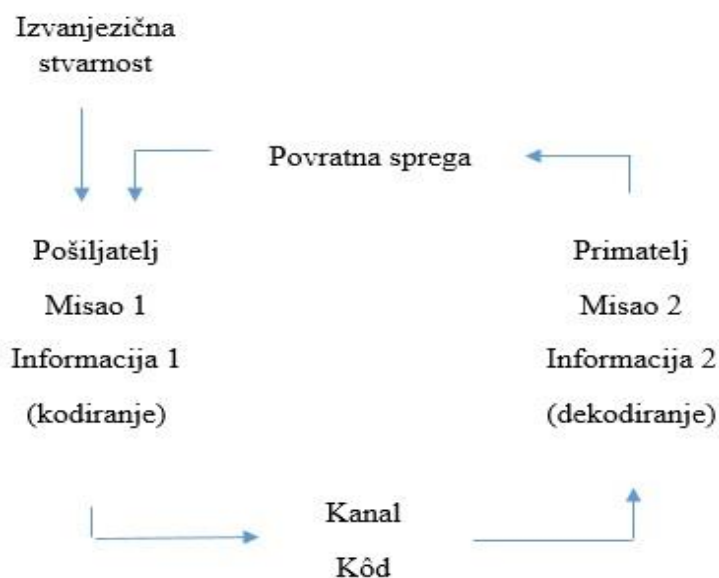 Izvanjezična
stvarnost
Povratna sprega
Pošiljatelj
Misao 1
Informacija 1
(kodiranje)
Primatelj
Misao 2
Informacija 2
(dekodiranje)
Kanal
Kôd